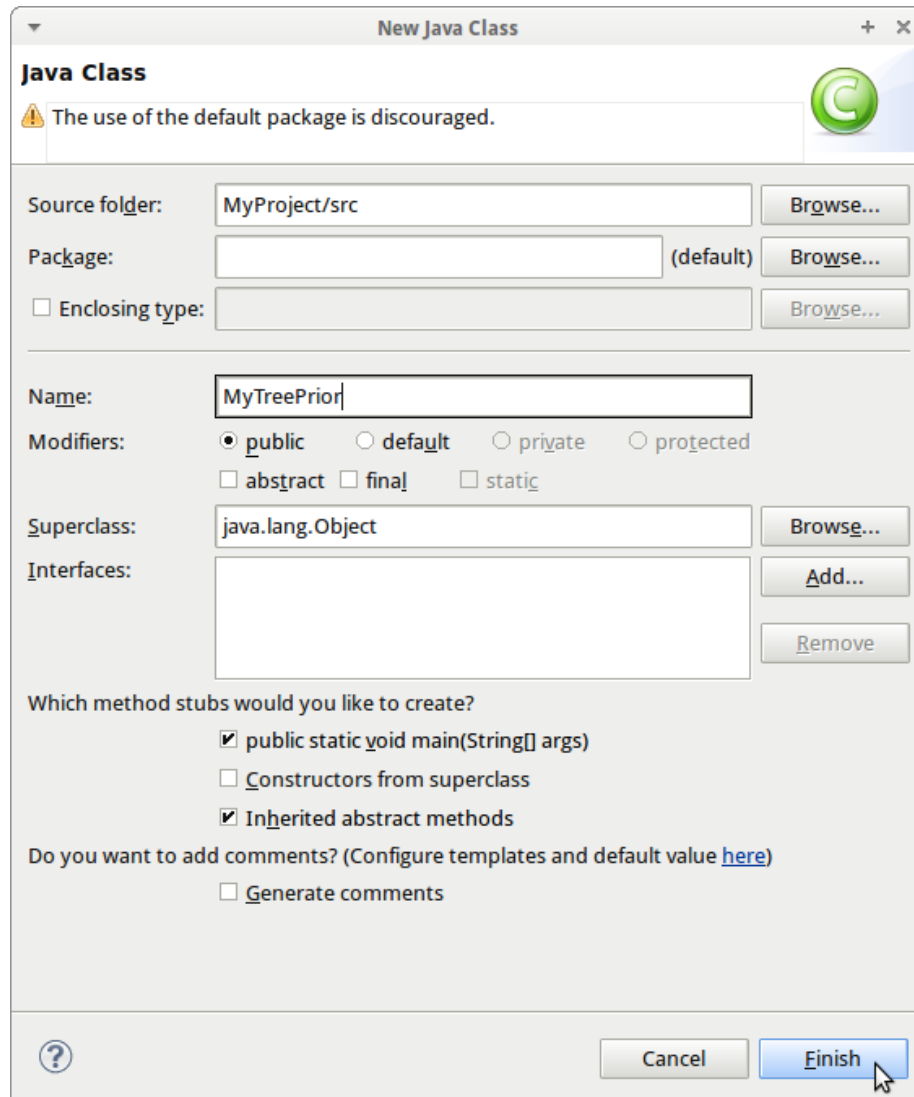 New Java Class
Java Class
The use of the default package is discouraged.
C
Source folder: MyProject/src Browse...
Package: (default) Browse...
Enclosing type: Browse...
Name: MyTreePrior
Modifiers: public default private protected
abstract final static
Superclass: java.lang.Object Browse...
Interfaces: Add...
Remove
Which method stubs would you like to create?
public static void main(String[] args)
Constructors from superclass
Inherited abstract methods
Do you want to add comments? (Configure templates and default value here)
Generate comments
? Cancel Finish